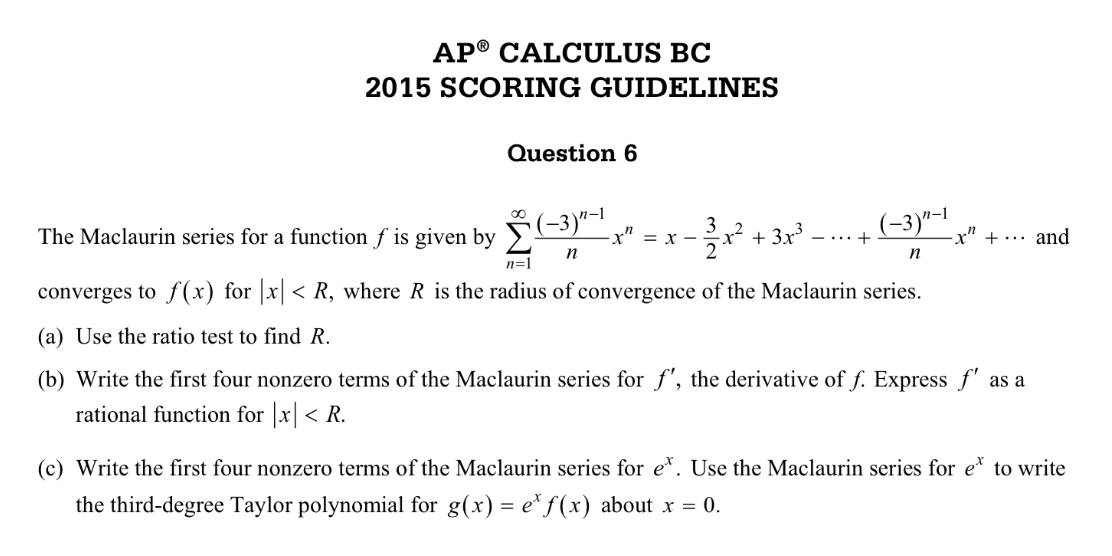 AP® CALCULUS BC
2015 SCORING GUIDELINES
Question 6
The Maclaurin series for a function f is given by $\sum_{n=1}^{\infty} \frac{(-3)^{n-1}}{n} x^n = x - \frac{3}{2}x^2 + 3x^3 - \cdots + \frac{(-3)^{n-1}}{n} x^n + \cdots$ and
converges to f(x) for |x| < R, where R is the radius of convergence of the Maclaurin series.
(a) Use the ratio test to find R.
(b) Write the first four nonzero terms of the Maclaurin series for f′, the derivative of f. Express f′ as a
rational function for |x| < R.
(c) Write the first four nonzero terms of the Maclaurin series for $e^x$. Use the Maclaurin series for $e^x$ to write
the third-degree Taylor polynomial for $g(x) = e^x f(x)$ about x = 0.